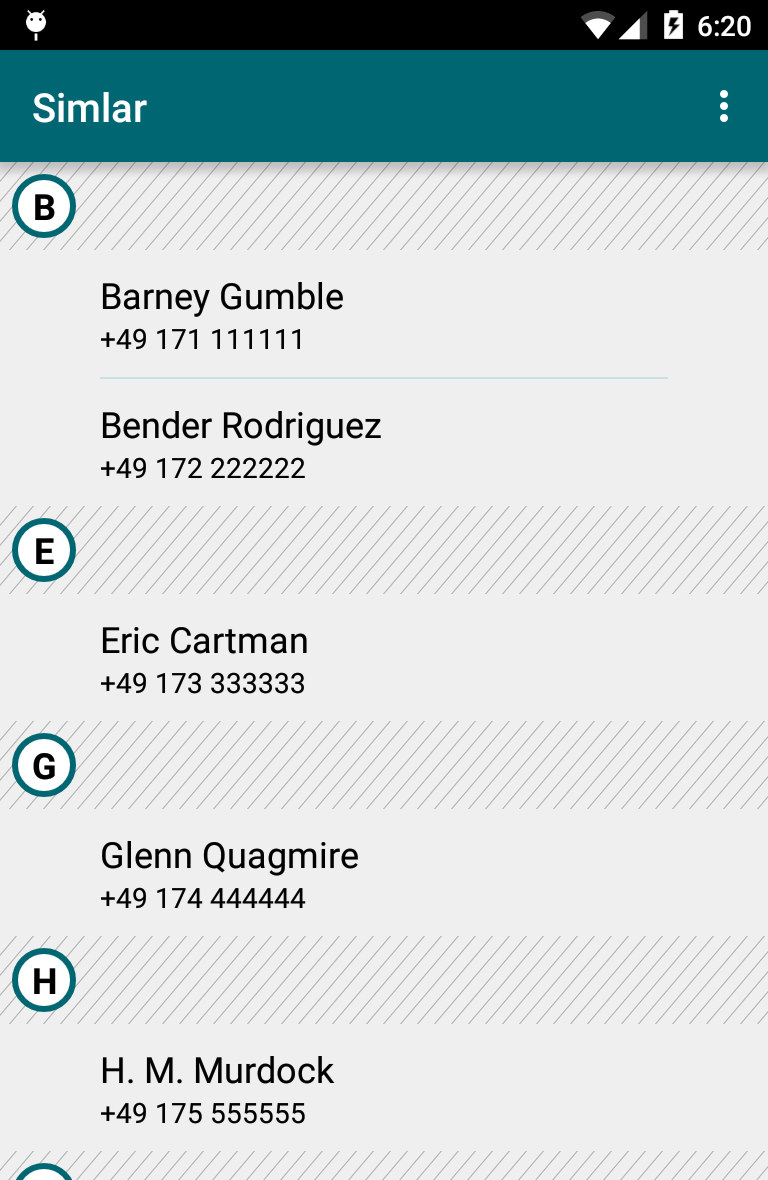 6:20
Simlar
B
Barney Gumble
+49 171 111111
Bender Rodriguez
+49 172 222222
E
Eric Cartman
+49 173 333333
G
Glenn Quagmire
+49 174 444444
H
H. M. Murdock
+49 175 555555